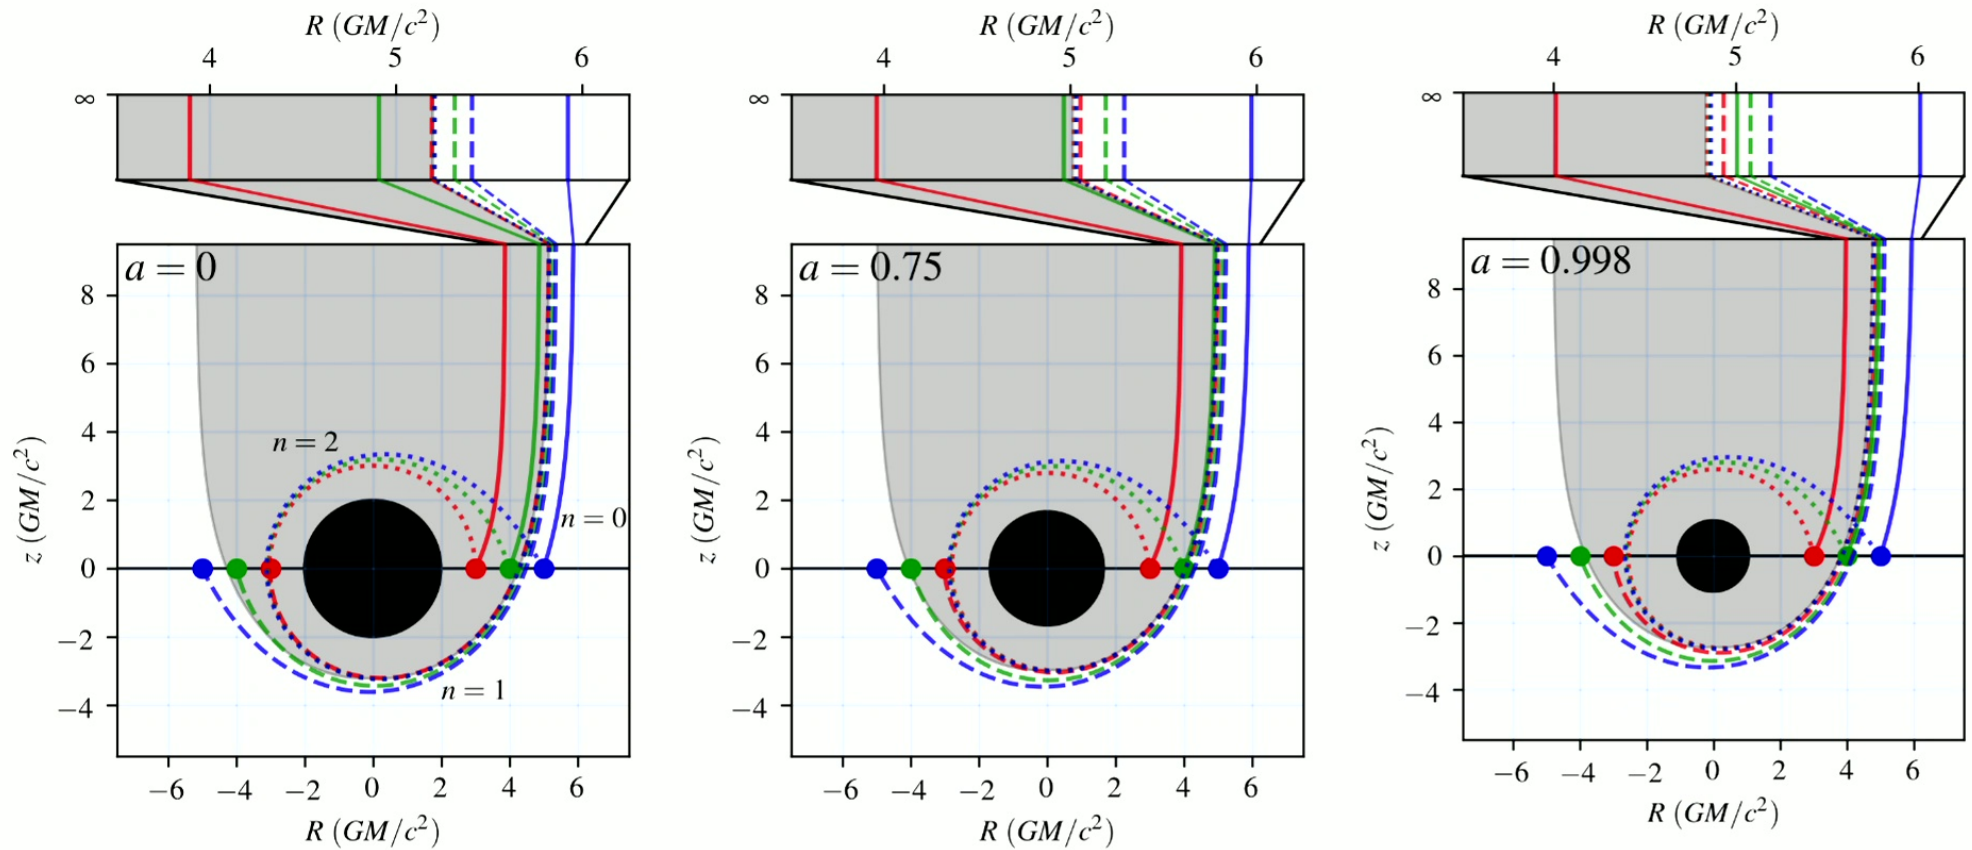 R (GM/c²)
4 5 6
∞
a = 0
8
6
4
2
0
−2
−4
z (GM/c²)
n = 2
n = 0
n = 1
−6 −4 −2 0 2 4 6
R (GM/c²)
R (GM/c²)
4 5 6
∞
a = 0.75
8
6
4
2
0
−2
−4
z (GM/c²)
−6 −4 −2 0 2 4 6
R (GM/c²)
R (GM/c²)
4 5 6
∞
a = 0.998
8
6
4
2
0
−2
−4
z (GM/c²)
−6 −4 −2 0 2 4 6
R (GM/c²)